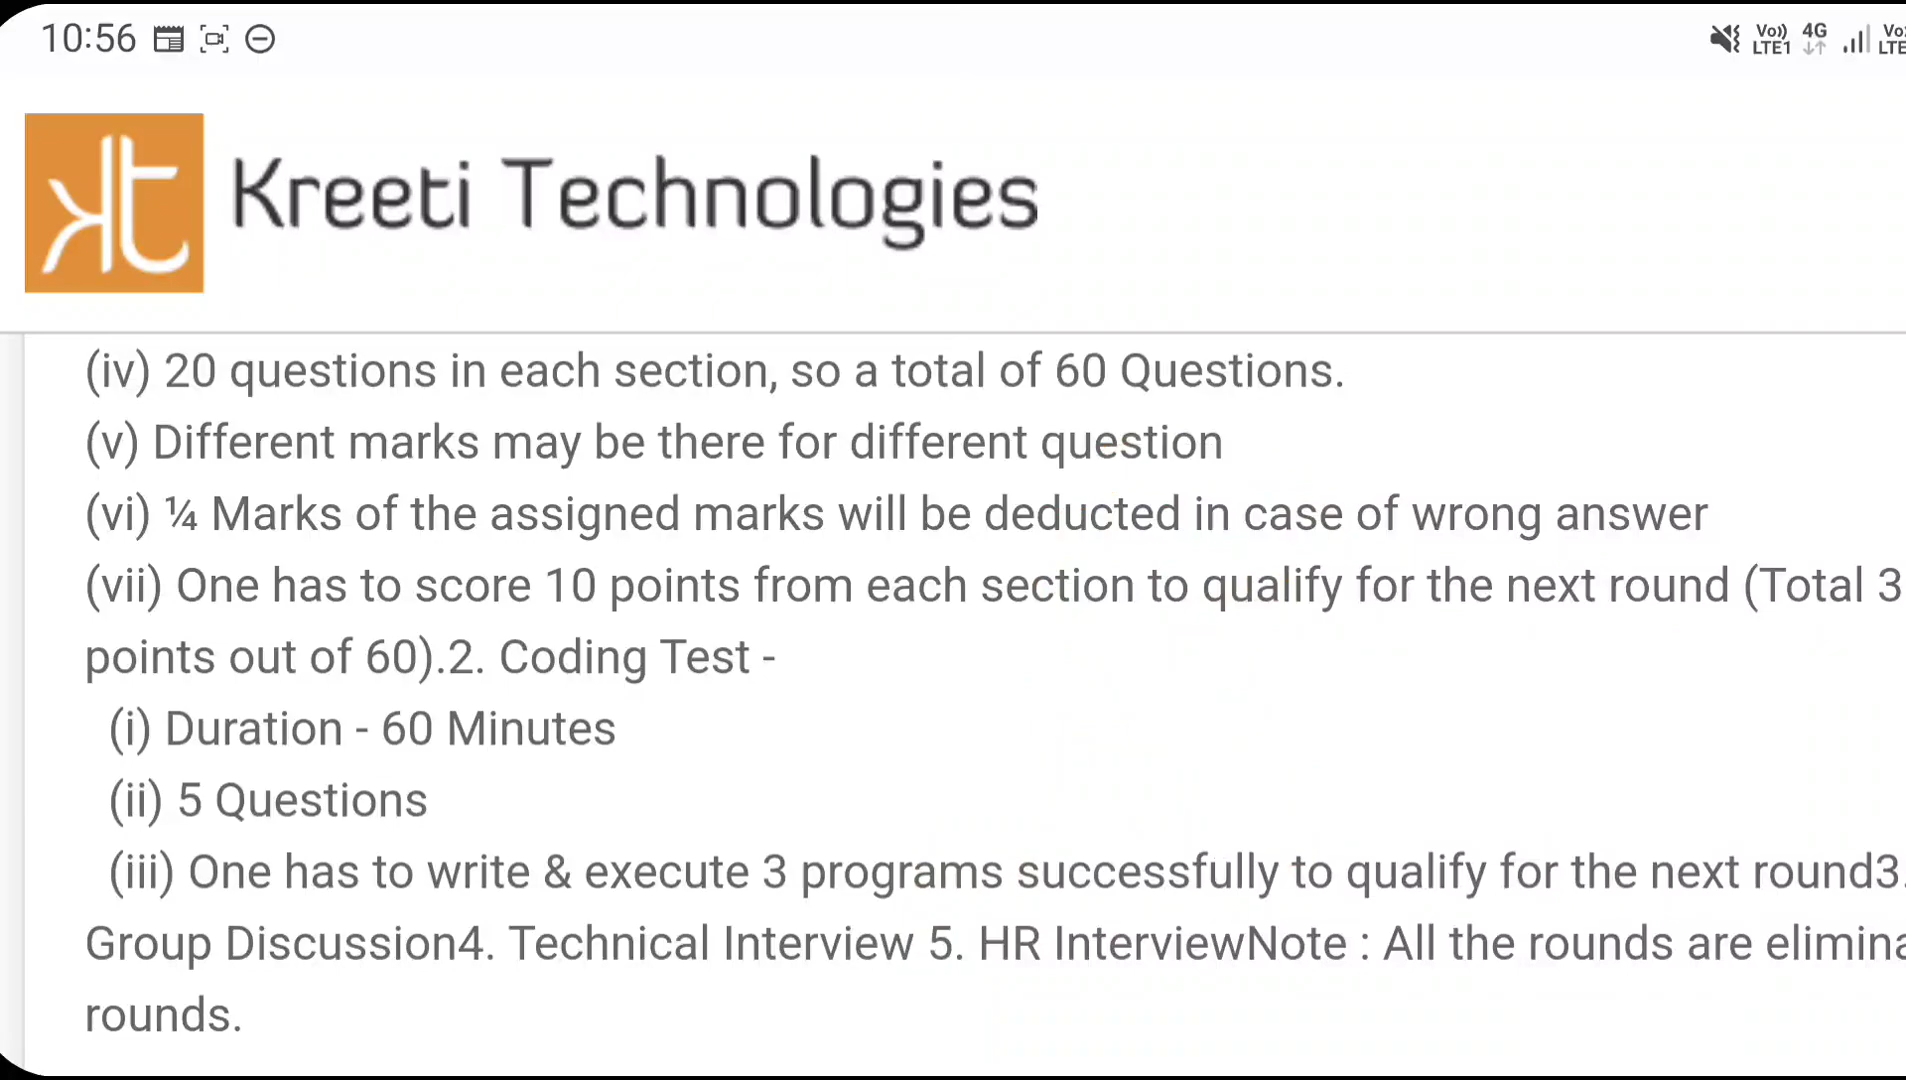 10:56 Vo)) 4G
LTE1
Kreeti Technologies
(iv) 20 questions in each section, so a total of 60 Questions.
(v) Different marks may be there for different question
(vi) ¼ Marks of the assigned marks will be deducted in case of wrong answer
(vii) One has to score 10 points from each section to qualify for the next round (Total 3
points out of 60).2. Coding Test -
(i) Duration - 60 Minutes
(ii) 5 Questions
(iii) One has to write & execute 3 programs successfully to qualify for the next round3.
Group Discussion4. Technical Interview 5. HR InterviewNote : All the rounds are
rounds.